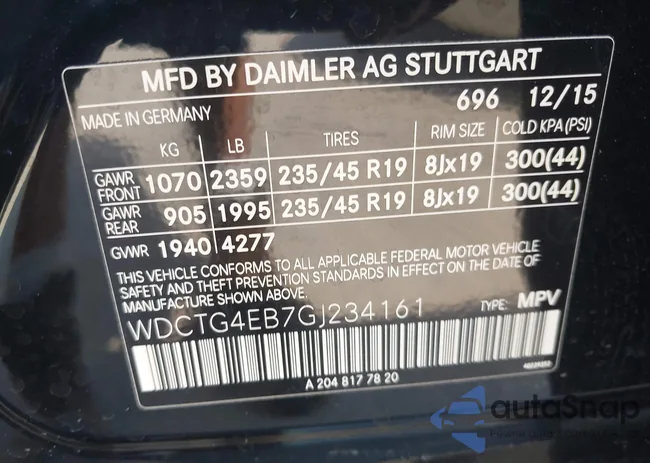 MFD BY DAIMLER AG STUTTGART
696 12/15
MADE IN GERMANY
KG LB TIRES RIM SIZE COLD KPA (PSI)
GAWR FRONT 1070 2359 235/45 R19 8Jx19 300(44)
GAWR REAR 905 1995 235/45 R19 8Jx19 300(44)
GVWR 1940 4277
THIS VEHICLE CONFORMS TO ALL APPLICABLE FEDERAL MOTOR VEHICLE
SAFETY AND THEFT PREVENTION STANDARDS IN EFFECT ON THE DATE OF
MANUFACTURE SHOWN ABOVE.
WDCTG4EB7GJ234161 TYPE: MPV
A 204 817 78 20
autoSnap